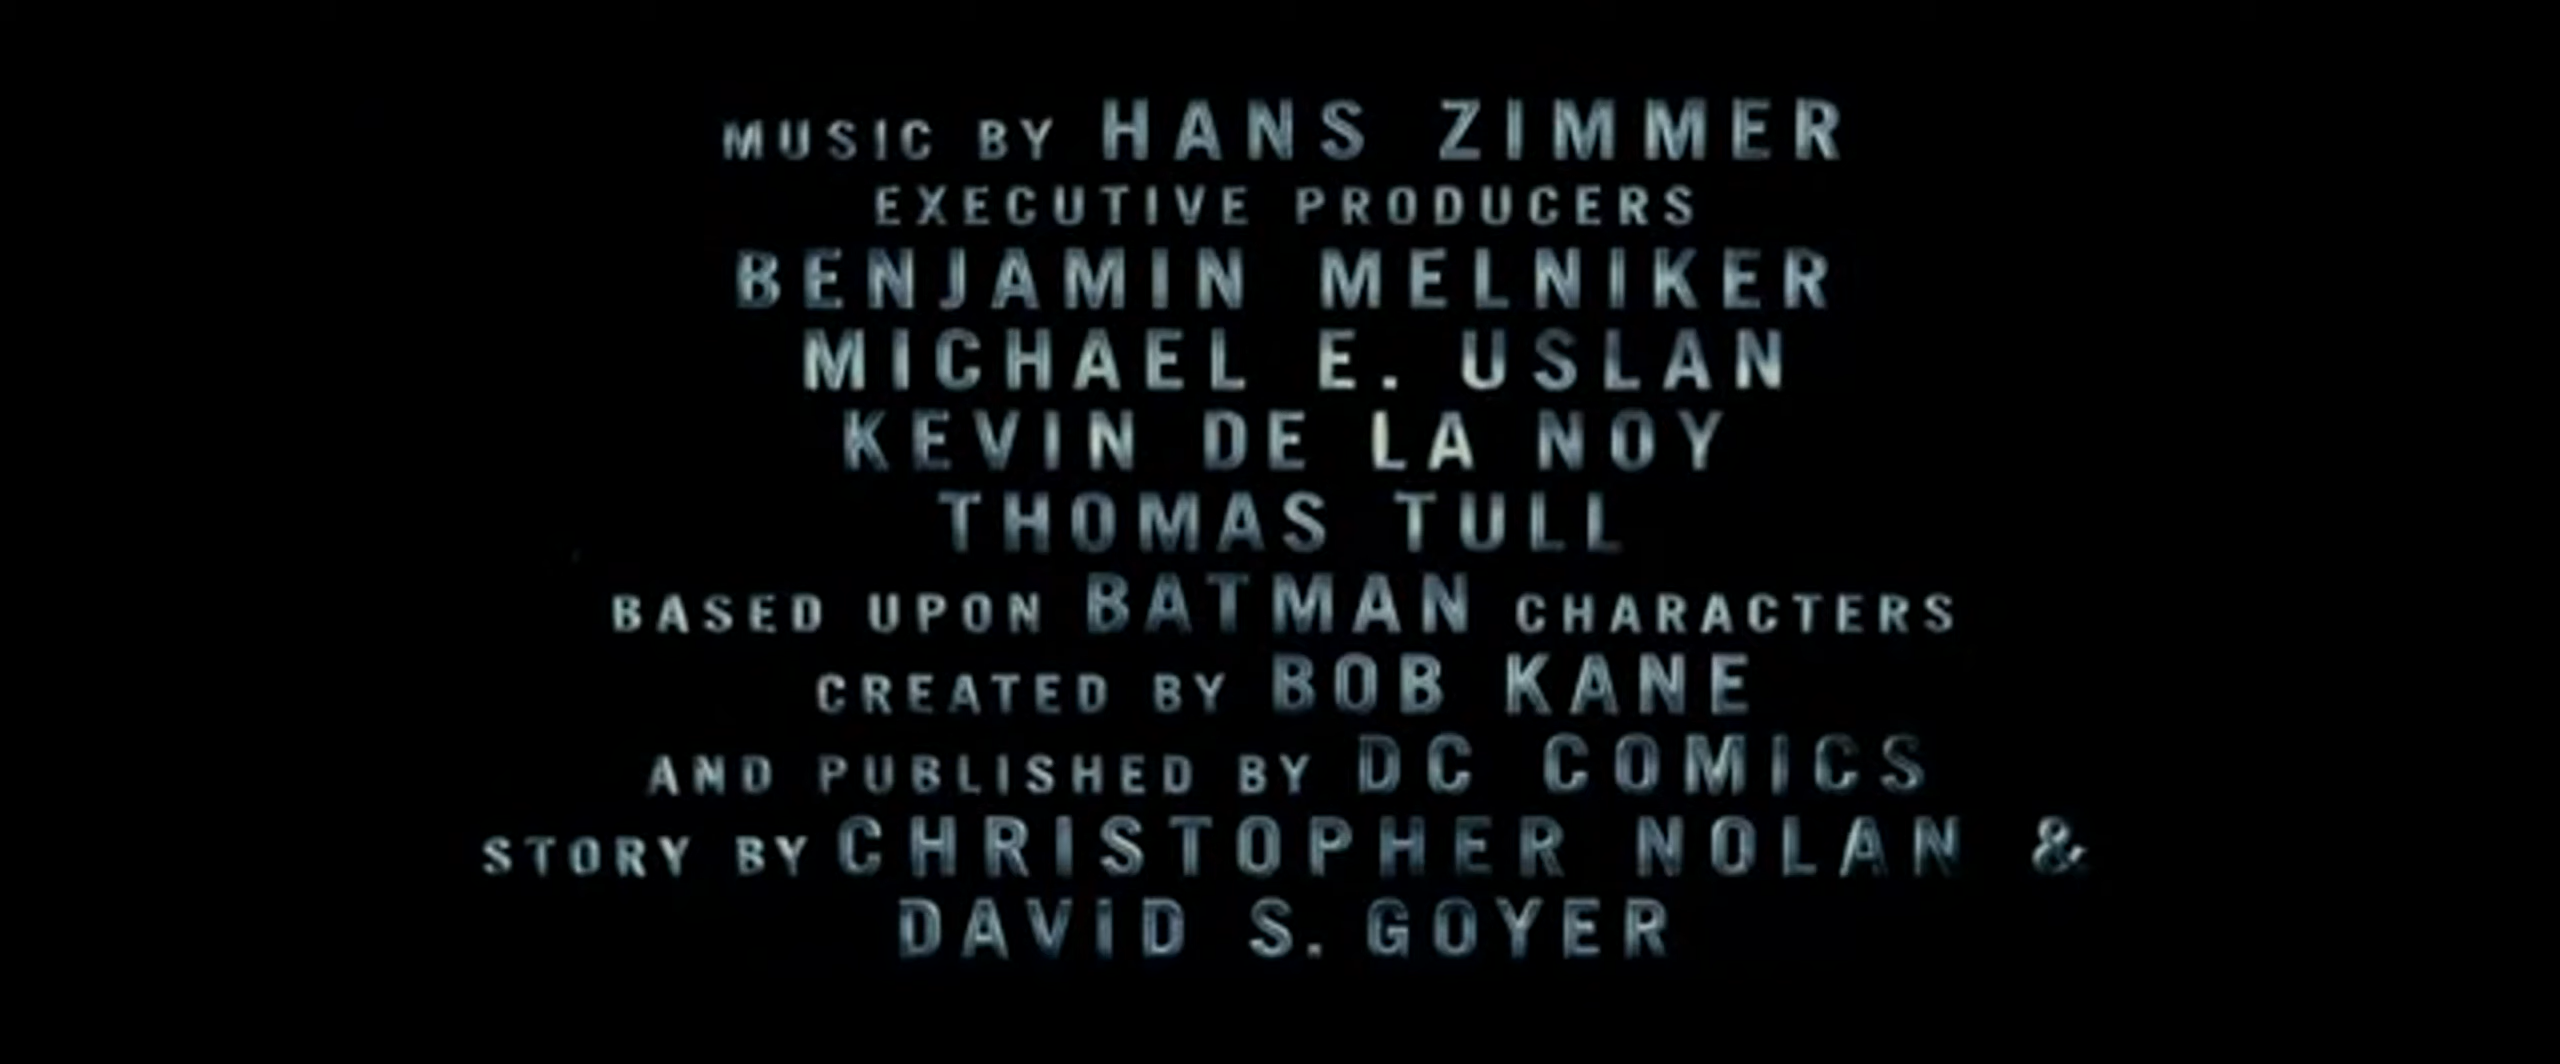 MUSIC BY HANS ZIMMER
EXECUTIVE PRODUCERS
BENJAMIN MELNIKER
MICHAEL E. USLAN
KEVIN DE LA NOY
THOMAS TULL
BASED UPON BATMAN CHARACTERS
CREATED BY BOB KANE
AND PUBLISHED BY DC COMICS
STORY BY CHRISTOPHER NOLAN &
DAVID S. GOYER